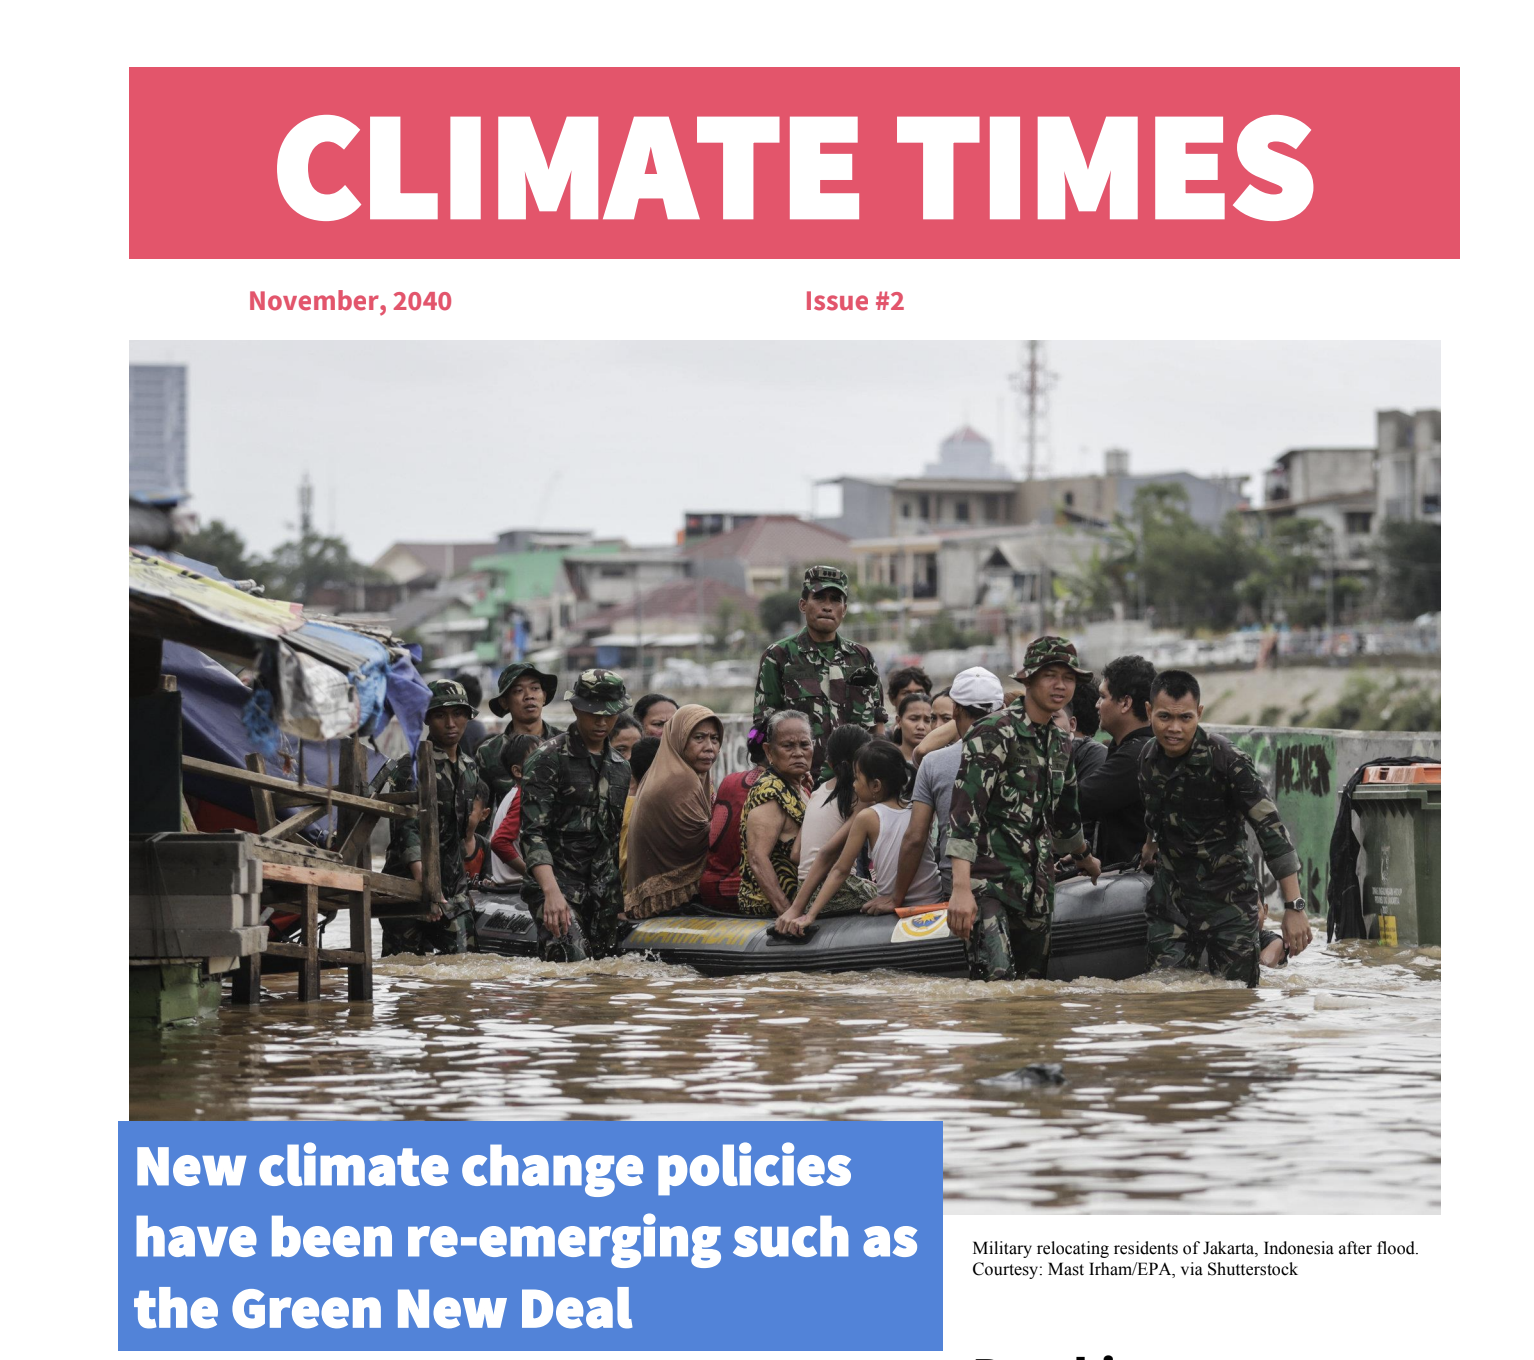 CLIMATE TIMES
November, 2040
Issue #2
New climate change policies
have been re-emerging such as
the Green New Deal
Military relocating residents of Jakarta, Indonesia after flood.
Courtesy: Mast Irham/EPA, via Shutterstock